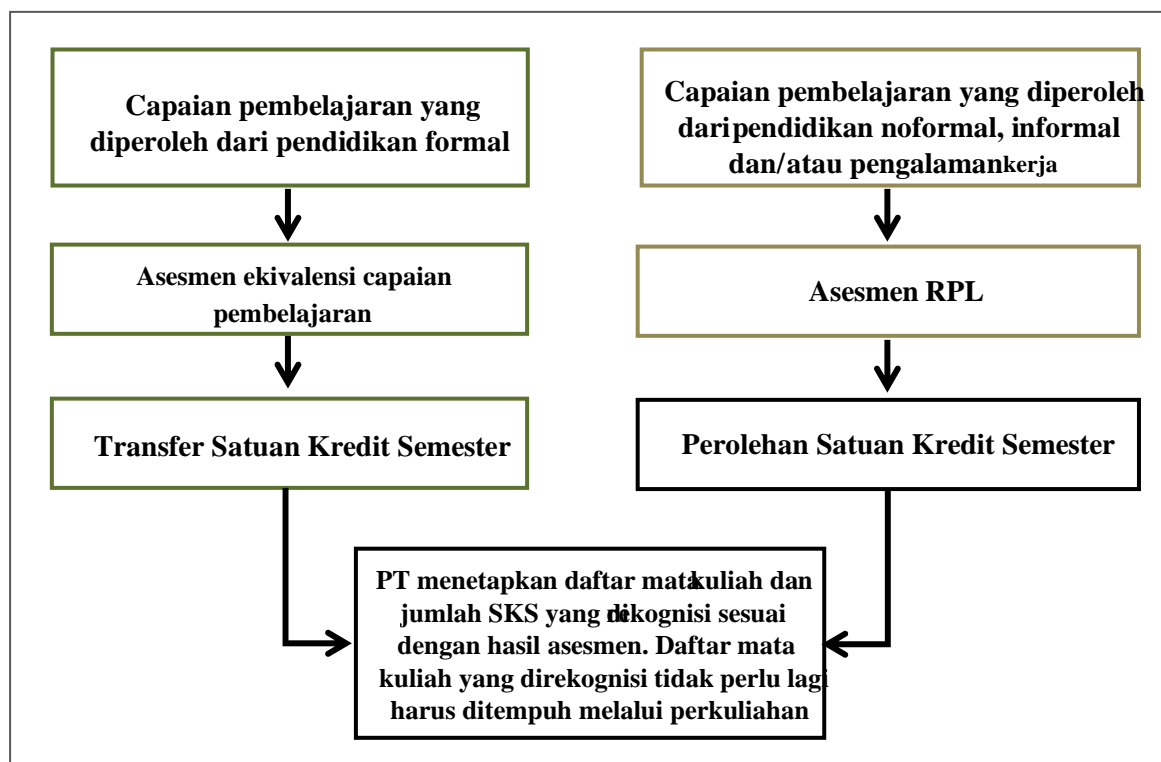 Capaian pembelajaran yang
diperoleh dari pendidikan formal
Asesmen ekivalensi capaian
pembelajaran
Transfer Satuan Kredit Semester
Capaian pembelajaran yang diperoleh
daripendidikan noformal, informal
dan/atau pengalamankerja
Asesmen RPL
Perolehan Satuan Kredit Semester
PT menetapkan daftar matakuliah dan
jumlah SKS yang direkognisi sesuai
dengan hasil asesmen. Daftar mata
kuliah yang direkognisi tidak perlu lagi
harus ditempuh melalui perkuliahan